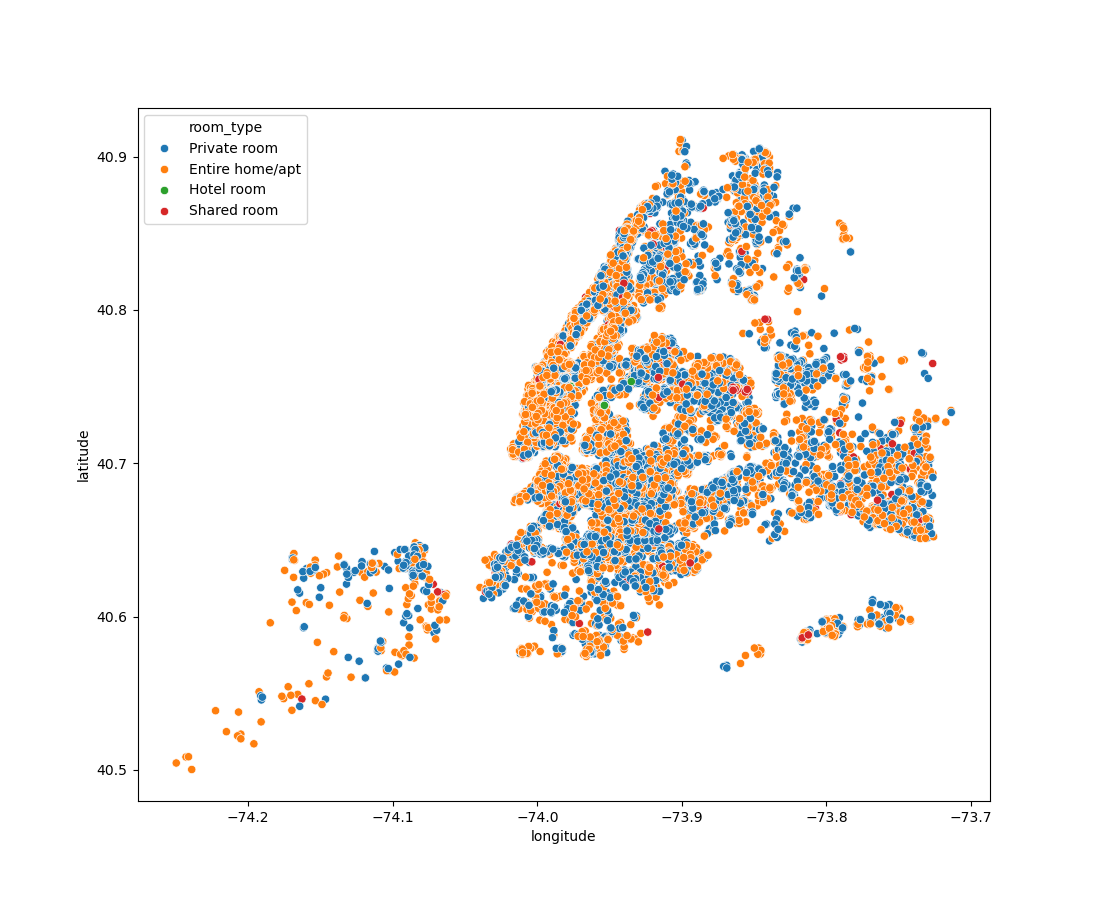 room_type
Private room
Entire home/apt
Hotel room
Shared room
40.9
40.8
40.7
40.6
40.5
latitude
−74.2
−74.1
−74.0
−73.9
−73.8
−73.7
longitude